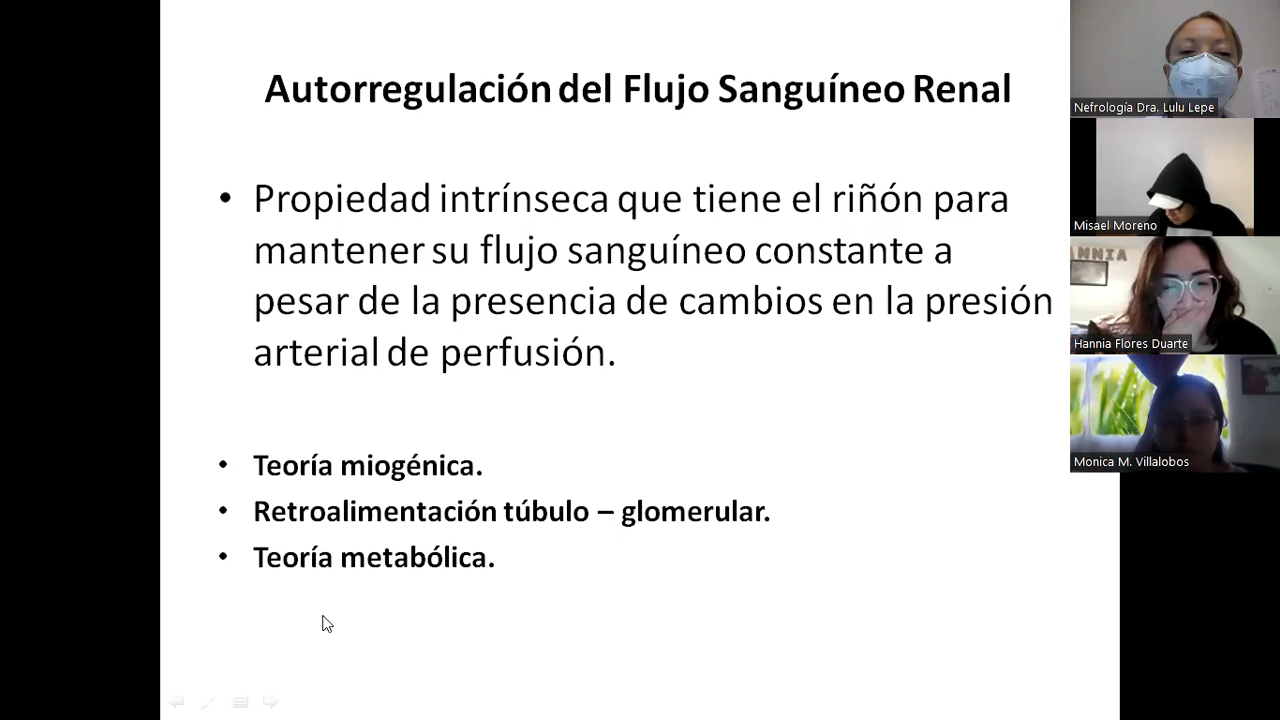 Autorregulación del Flujo Sanguíneo Renal
• Propiedad intrínseca que tiene el riñón para
mantener su flujo sanguíneo constante a
pesar de la presencia de cambios en la presión
arterial de perfusión.
• Teoría miogénica.
• Retroalimentación túbulo – glomerular.
• Teoría metabólica.
Nefrología Dra. Lulu Lepe
Misael Moreno
ANNIA
Hannia Flores Duarte
Monica M. Villalobos